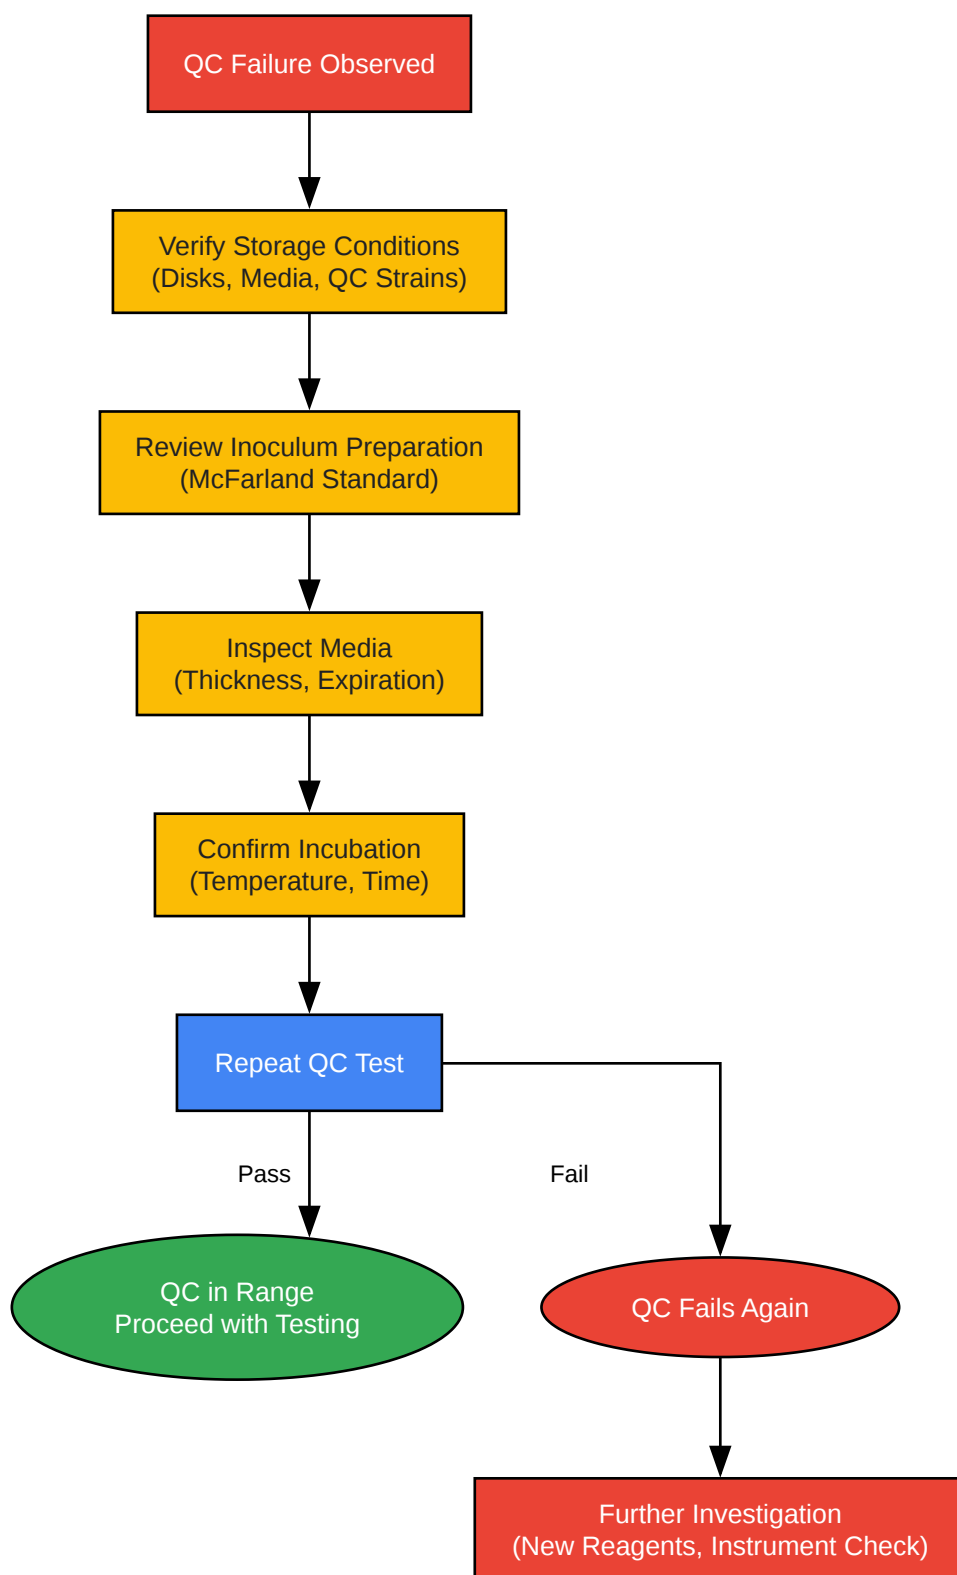 QC Failure Observed
Verify Storage Conditions
(Disks, Media, QC Strains)
Review Inoculum Preparation
(McFarland Standard)
Inspect Media
(Thickness, Expiration)
Confirm Incubation
(Temperature, Time)
Repeat QC Test
Pass
Fail
QC in Range
Proceed with Testing
QC Fails Again
Further Investigation
(New Reagents, Instrument Check)